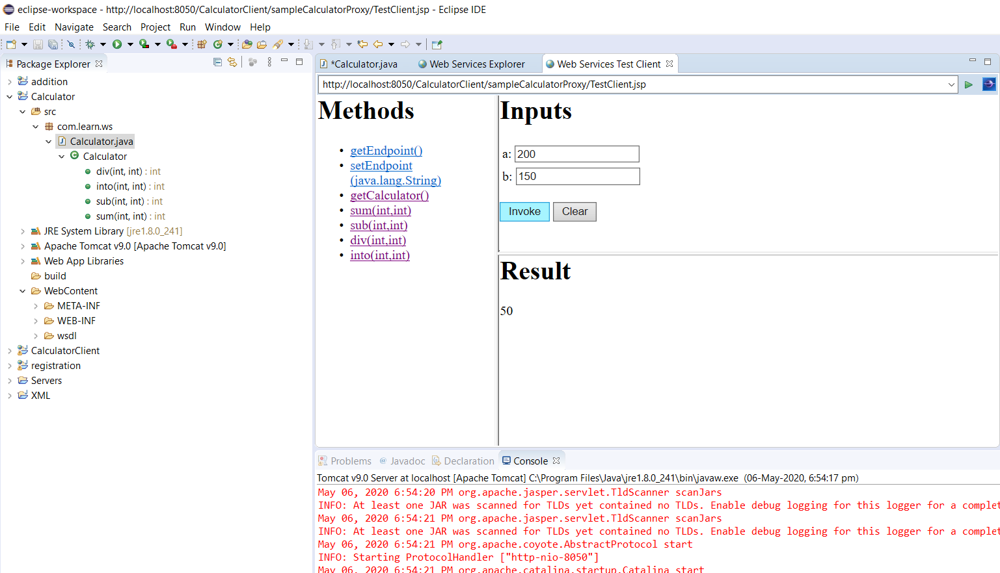 eclipse-workspace - http://localhost:8050/CalculatorClient/sampleCalculatorProxy/TestClient.jsp - Eclipse IDE
File Edit Navigate Search Project Run Window Help
Package Explorer
addition
Calculator
src
com.learn.ws
Calculator.java
Calculator
div(int, int) : int
into(int, int) : int
sub(int, int) : int
sum(int, int) : int
JRE System Library [jre1.8.0_241]
Apache Tomcat v9.0 [Apache Tomcat v9.0]
Web App Libraries
build
WebContent
META-INF
WEB-INF
wsdl
CalculatorClient
registration
Servers
XML
*Calculator.java Web Services Explorer Web Services Test Client
http://localhost:8050/CalculatorClient/sampleCalculatorProxy/TestClient.jsp
Methods
• getEndpoint()
• setEndpoint
(java.lang.String)
• getCalculator()
• sum(int,int)
• sub(int,int)
• div(int,int)
• into(int,int)
Inputs
a: 200
b: 150
Invoke Clear
Result
50
Problems @ Javadoc Declaration Console
Tomcat v9.0 Server at localhost [Apache Tomcat] C:\Program Files\Java\jre1.8.0_241\bin\javaw.exe (06-May-2020, 6:54:17 pm)
May 06, 2020 6:54:20 PM org.apache.jasper.servlet.TldScanner scanJars
INFO: At least one JAR was scanned for TLDs yet contained no TLDs. Enable debug logging for this logger for a complet
May 06, 2020 6:54:21 PM org.apache.jasper.servlet.TldScanner scanJars
INFO: At least one JAR was scanned for TLDs yet contained no TLDs. Enable debug logging for this logger for a complet
May 06, 2020 6:54:21 PM org.apache.coyote.AbstractProtocol start
INFO: Starting ProtocolHandler ["http-nio-8050"]
May 06, 2020 6:54:21 PM org.apache.catalina.startup.Catalina start